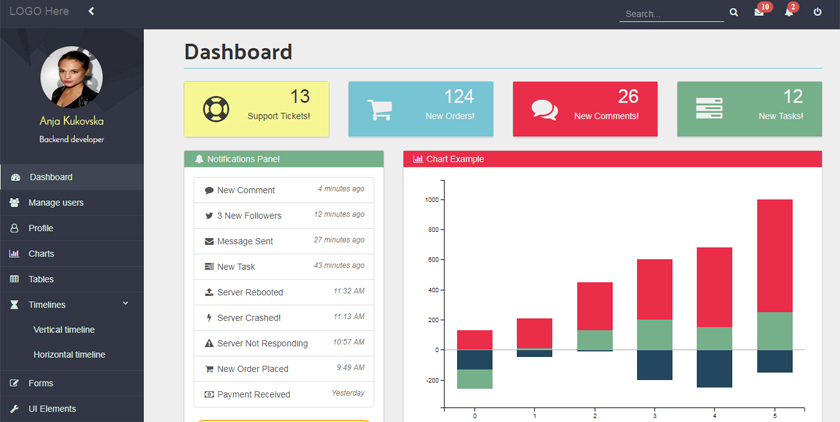 LOGO Here
Search...
10
2
Anja Kukovska
Backend developer
Dashboard
Manage users
Profile
Charts
Tables
Timelines
Vertical timeline
Horizontal timeline
Forms
UI Elements
Dashboard
13
Support Tickets!
124
New Orders!
26
New Comments!
12
New Tasks!
Notifications Panel
New Comment 4 minutes ago
3 New Followers 12 minutes ago
Message Sent 27 minutes ago
New Task 43 minutes ago
Server Rebooted 11:32 AM
Server Crashed! 11:13 AM
Server Not Responding 10:57 AM
New Order Placed 9:49 AM
Payment Received Yesterday
Chart Example
1000
800
600
400
200
0
-200
0 1 2 3 4 5